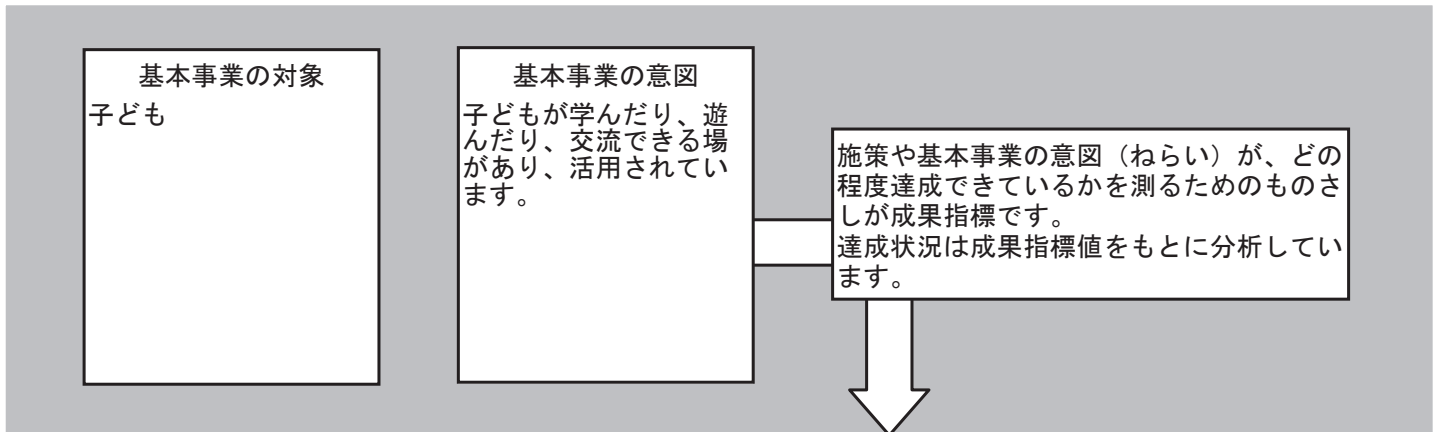 基本事業の対象
子ども
基本事業の意図
子どもが学んだり、遊
んだり、交流できる場
があり、活用されてい
ます。
施策や基本事業の意図（ねらい）が、どの
程度達成できているかを測るためのものさ
しが成果指標です。
達成状況は成果指標値をもとに分析してい
ます。